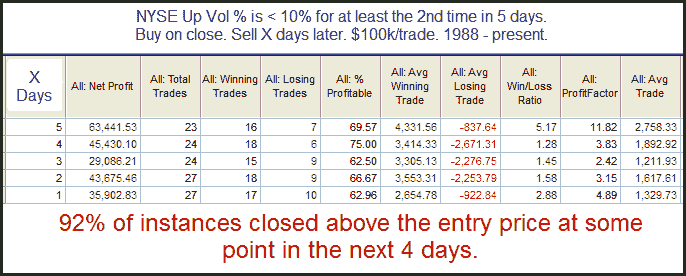 NYSE Up Vol % is < 10% for at least the 2nd time in 5 days.
Buy on close. Sell X days later. $100k/trade. 1988 - present.
X Days All: Net Profit All: Total Trades All: Winning Trades All: Losing Trades All: % Profitable All: Avg Winning Trade All: Avg Losing Trade All: Win/Loss Ratio All: ProfitFactor All: Avg Trade
5 63,441.53 23 16 7 69.57 4,331.56 -837.64 5.17 11.82 2,758.33
4 45,430.10 24 18 6 75.00 3,414.33 -2,671.31 1.28 3.83 1,892.92
3 29,086.21 24 15 9 62.50 3,305.13 -2,276.75 1.45 2.42 1,211.93
2 43,675.46 27 18 9 66.67 3,553.31 -2,253.79 1.58 3.15 1,617.61
1 35,902.83 27 17 10 62.96 2,654.78 -922.84 2.88 4.89 1,329.73
92% of instances closed above the entry price at some
point in the next 4 days.